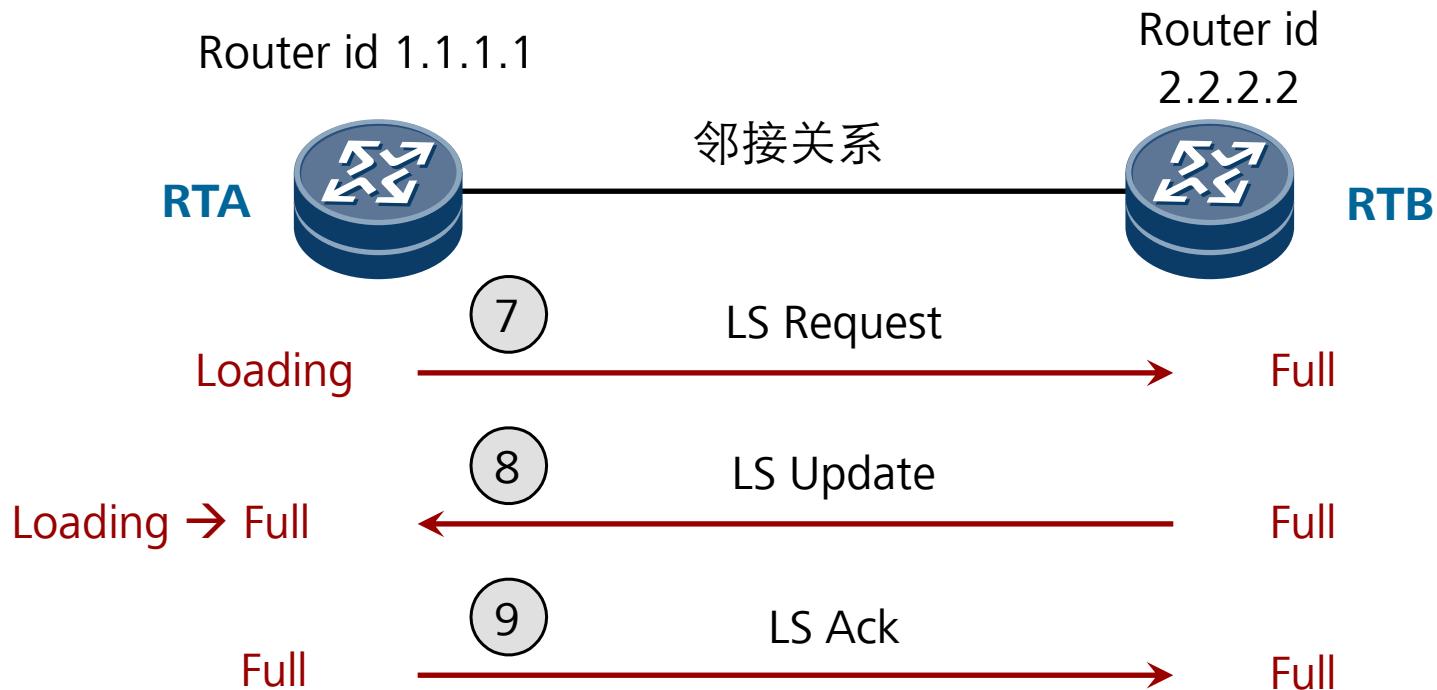 Router id 1.1.1.1
Router id
2.2.2.2
邻接关系
RTA
RTB
7
LS Request
Loading
Full
8
LS Update
Loading → Full
Full
9
LS Ack
Full
Full